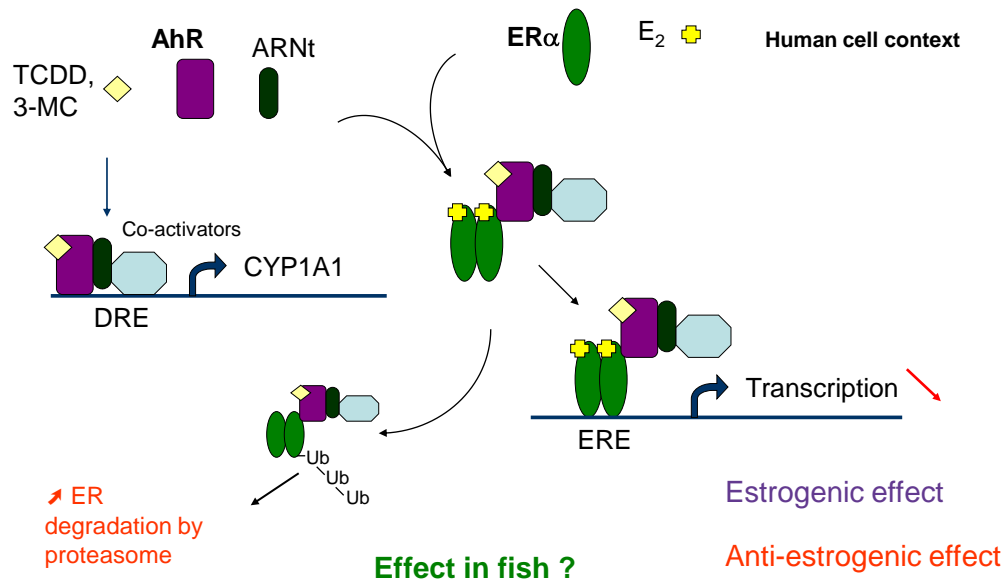 AhR
ARNt
TCDD,
3-MC
ERα
E2
Human cell context
Co-activators
CYP1A1
DRE
Transcription
ERE
Ub
Ub
Ub
ER
degradation by
proteasome
Estrogenic effect
Anti-estrogenic effect
Effect in fish ?